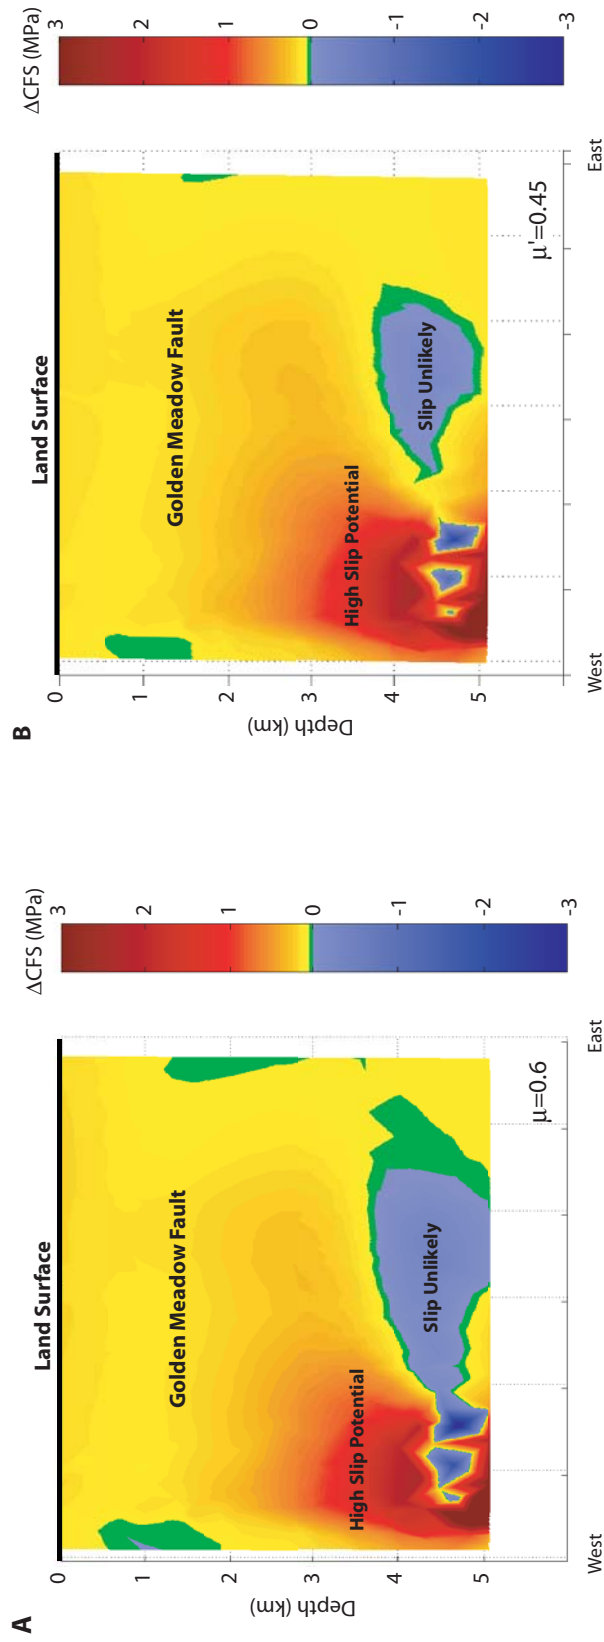 A
Land Surface
ΔCFS (MPa)
Depth (km)
0
1
2
3
4
5
Golden Meadow Fault
High Slip Potential
Slip Unlikely
μ=0.6
West
East
3
2
1
0
-1
-2
-3
B
Land Surface
ΔCFS (MPa)
Depth (km)
0
1
2
3
4
5
Golden Meadow Fault
High Slip Potential
Slip Unlikely
μ'=0.45
West
East
3
2
1
0
-1
-2
-3